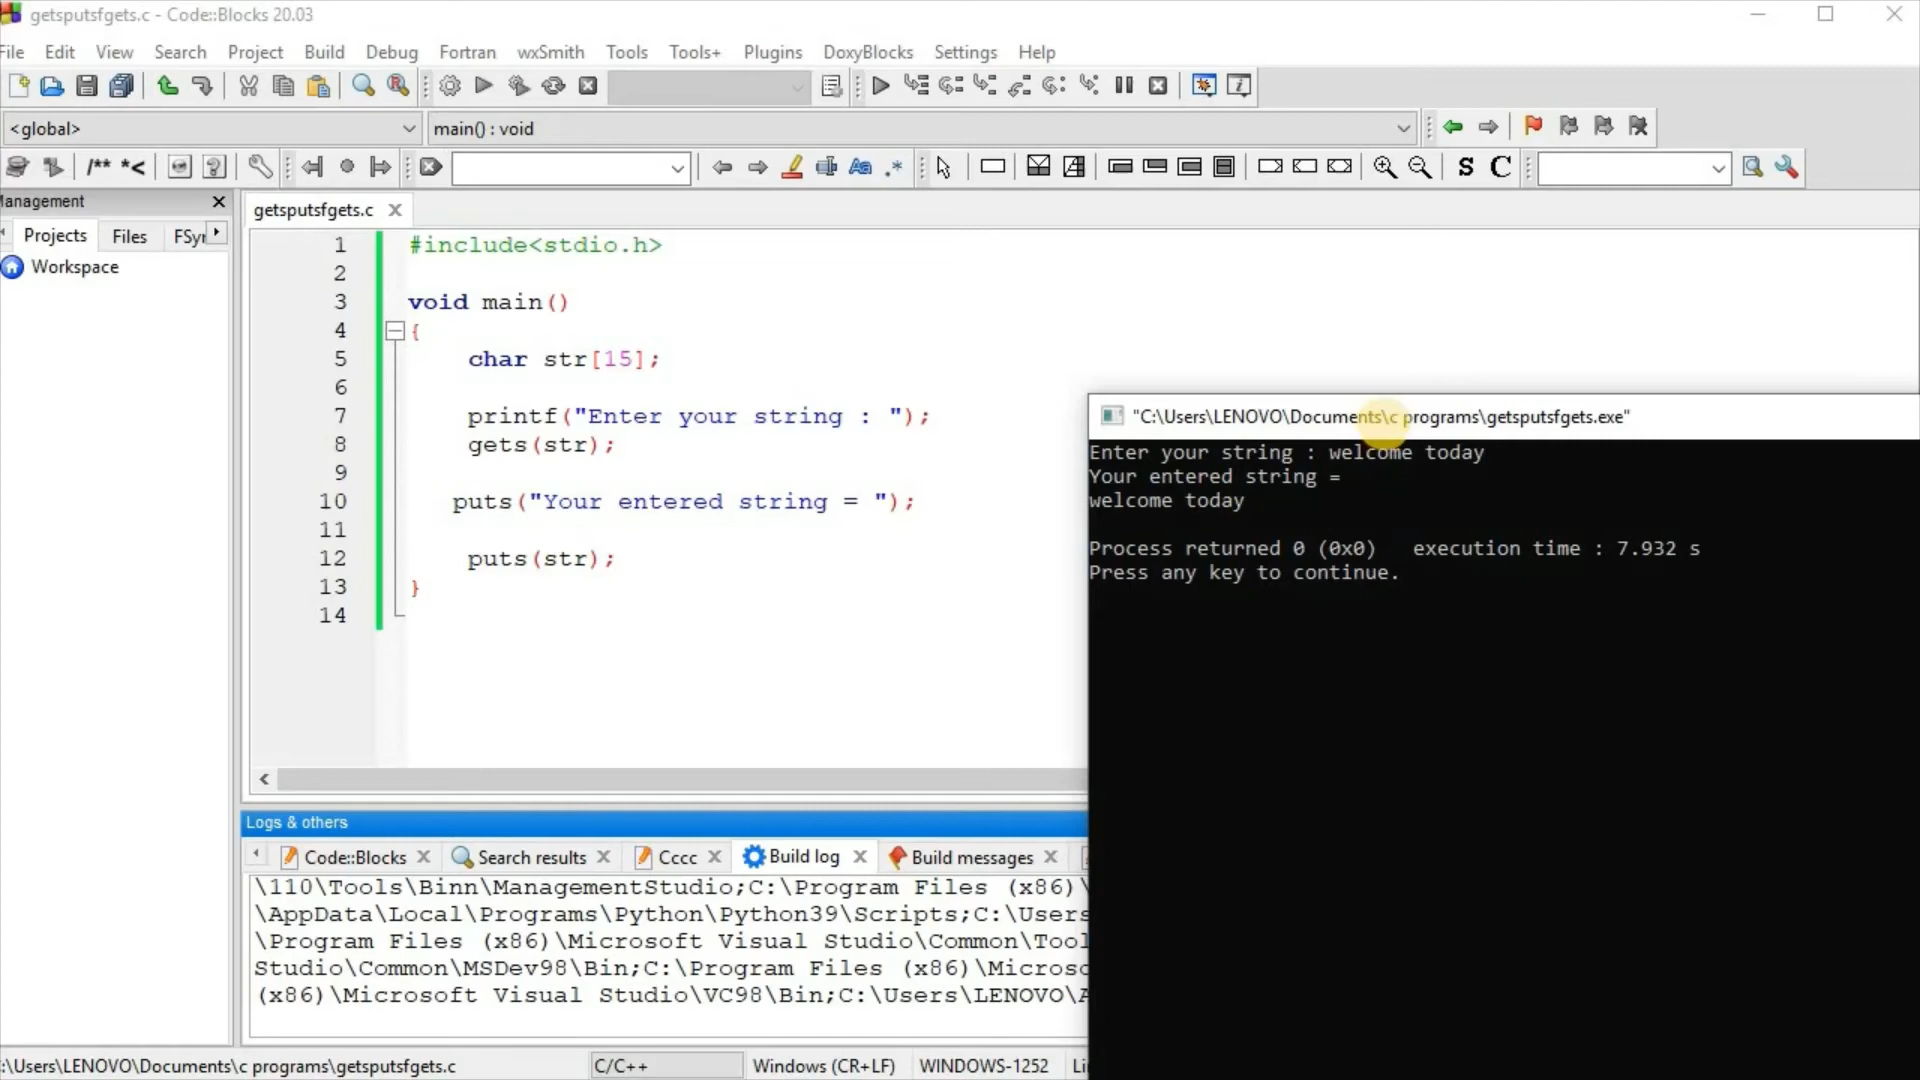 getsputsfgets.c - Code::Blocks 20.03
File Edit View Search Project Build Debug Fortran wxSmith Tools Tools+ Plugins DoxyBlocks Settings Help
<global> main() : void
/** *< Aa .* S C
Management
Projects Files FSy
Workspace
getsputsfgets.c
1 #include<stdio.h>
2
3 void main()
4 {
5 char str[15];
6
7 printf("Enter your string : ");
8 gets(str);
9
10 puts("Your entered string = ");
11
12 puts(str);
13 }
14
"C:\Users\LENOVO\Documents\c programs\getsputsfgets.exe"
Enter your string : welcome today
Your entered string =
welcome today
Process returned 0 (0x0) execution time : 7.932 s
Press any key to continue.
Logs & others
Code::Blocks Search results Cccc Build log Build messages
\110\Tools\Binn\ManagementStudio;C:\Program Files (x86)\
\AppData\Local\Programs\Python\Python39\Scripts;C:\Users
\Program Files (x86)\Microsoft Visual Studio\Common\Tool
Studio\Common\MSDev98\Bin;C:\Program Files (x86)\Microso
(x86)\Microsoft Visual Studio\VC98\Bin;C:\Users\LENOVO\A
:\Users\LENOVO\Documents\c programs\getsputsfgets.c C/C++ Windows (CR+LF) WINDOWS-1252 Li